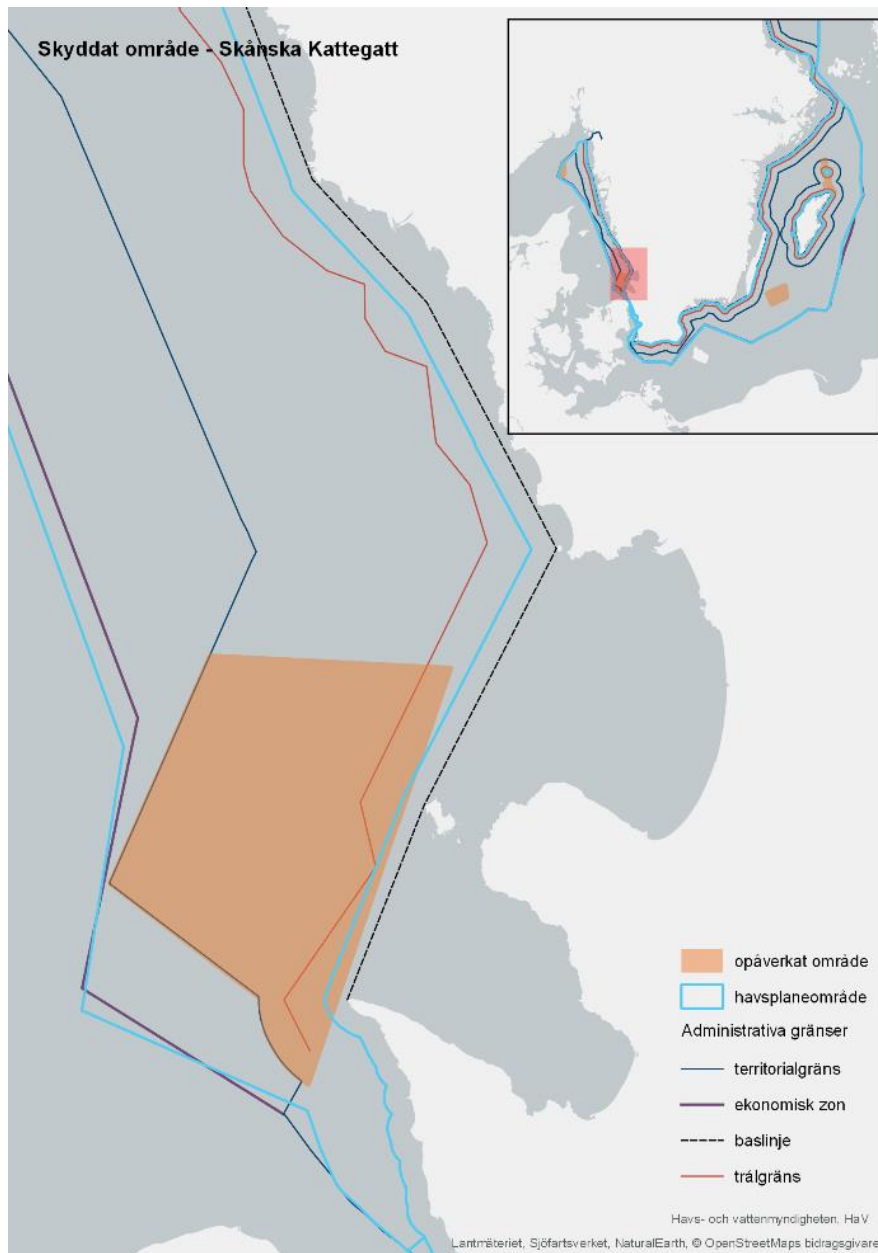 Skyddat område - Skånska Kattegatt
opåverkat område
havsplaneområde
Administrativa gränser
territorialgräns
ekonomisk zon
baslinje
trålgräns
Havs- och vattenmyndigheten, HaV
Lantmäteriet, Sjöfartsverket, NaturalEarth, © OpenStreetMaps bidragsgivare